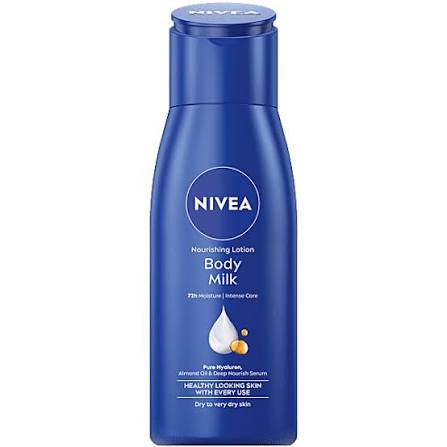 NIVEA
NIVEA
Nourishing Lotion
Body
Milk
72h Moisture | Intense Care
Pure Hyaluron,
Almond Oil & Deep Nourish Serum
HEALTHY LOOKING SKIN
WITH EVERY USE
Dry to very dry skin